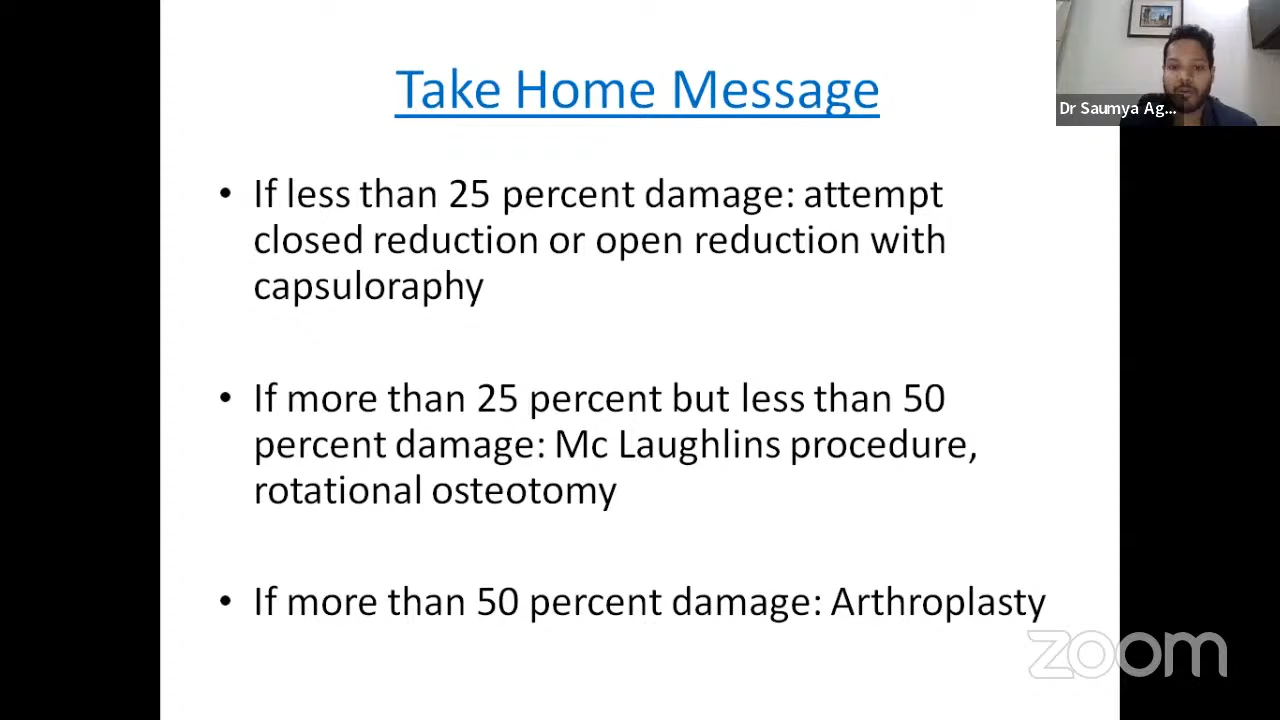 Take Home Message
Dr Saumya Ag...
• If less than 25 percent damage: attempt
closed reduction or open reduction with
capsuloraphy
• If more than 25 percent but less than 50
percent damage: Mc Laughlins procedure,
rotational osteotomy
• If more than 50 percent damage: Arthroplasty
zoom